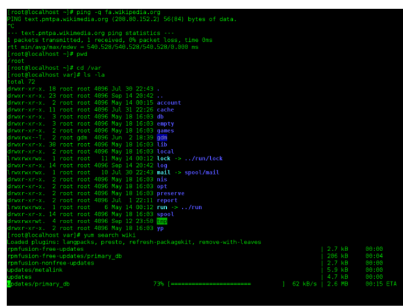 [root@localhost ~]# ping -q fa.wikipedia.org
PING text.pmtpa.wikimedia.org (208.80.152.2) 56(84) bytes of data.
^C
--- text.pmtpa.wikimedia.org ping statistics ---
1 packets transmitted, 1 received, 0% packet loss, time 0ms
rtt min/avg/max/mdev = 540.528/540.528/540.528/0.000 ms
[root@localhost ~]# pwd
/root
[root@localhost ~]# cd /var
[root@localhost var]# ls -la
total 72
drwxr-xr-x. 18 root root 4096 Jul 30 22:43 .
drwxr-xr-x. 23 root root 4096 Sep 14 20:42 ..
drwxr-xr-x. 2 root root 4096 May 14 00:15 account
drwxr-xr-x. 11 root root 4096 Jul 31 22:26 cache
drwxr-xr-x. 3 root root 4096 May 18 16:03 db
drwxr-xr-x. 3 root root 4096 May 18 16:03 empty
drwxr-xr-x. 2 root root 4096 May 18 16:03 games
drwxrwx--T. 2 root gdm 4096 Jun 2 18:39 gdm
drwxr-xr-x. 38 root root 4096 May 18 16:03 lib
drwxr-xr-x. 2 root root 4096 May 18 16:03 local
lrwxrwxrwx. 1 root root 11 May 14 00:12 lock -> ../run/lock
drwxr-xr-x. 14 root root 4096 Sep 14 20:42 log
lrwxrwxrwx. 1 root root 10 Jul 30 22:43 mail -> spool/mail
drwxr-xr-x. 2 root root 4096 May 18 16:03 nis
drwxr-xr-x. 2 root root 4096 May 18 16:03 opt
drwxr-xr-x. 2 root root 4096 May 18 16:03 preserve
drwxr-xr-x. 2 root root 4096 Jul 1 22:11 report
lrwxrwxrwx. 1 root root 6 May 14 00:12 run -> ../run
drwxr-xr-x. 14 root root 4096 May 18 16:03 spool
drwxrwxrwt. 4 root root 4096 Sep 12 23:50 tmp
drwxr-xr-x. 2 root root 4096 May 18 16:03 yp
[root@localhost var]# yum search wiki
Loaded plugins: langpacks, presto, refresh-packagekit, remove-with-leaves
rpmfusion-free-updates | 2.7 kB 00:00
rpmfusion-free-updates/primary_db | 206 kB 00:04
rpmfusion-nonfree-updates | 2.7 kB 00:00
updates/metalink | 5.9 kB 00:00
updates | 4.7 kB 00:00
updates/primary_db 73% [===================== ] 62 kB/s | 2.6 MB 00:15 ETA